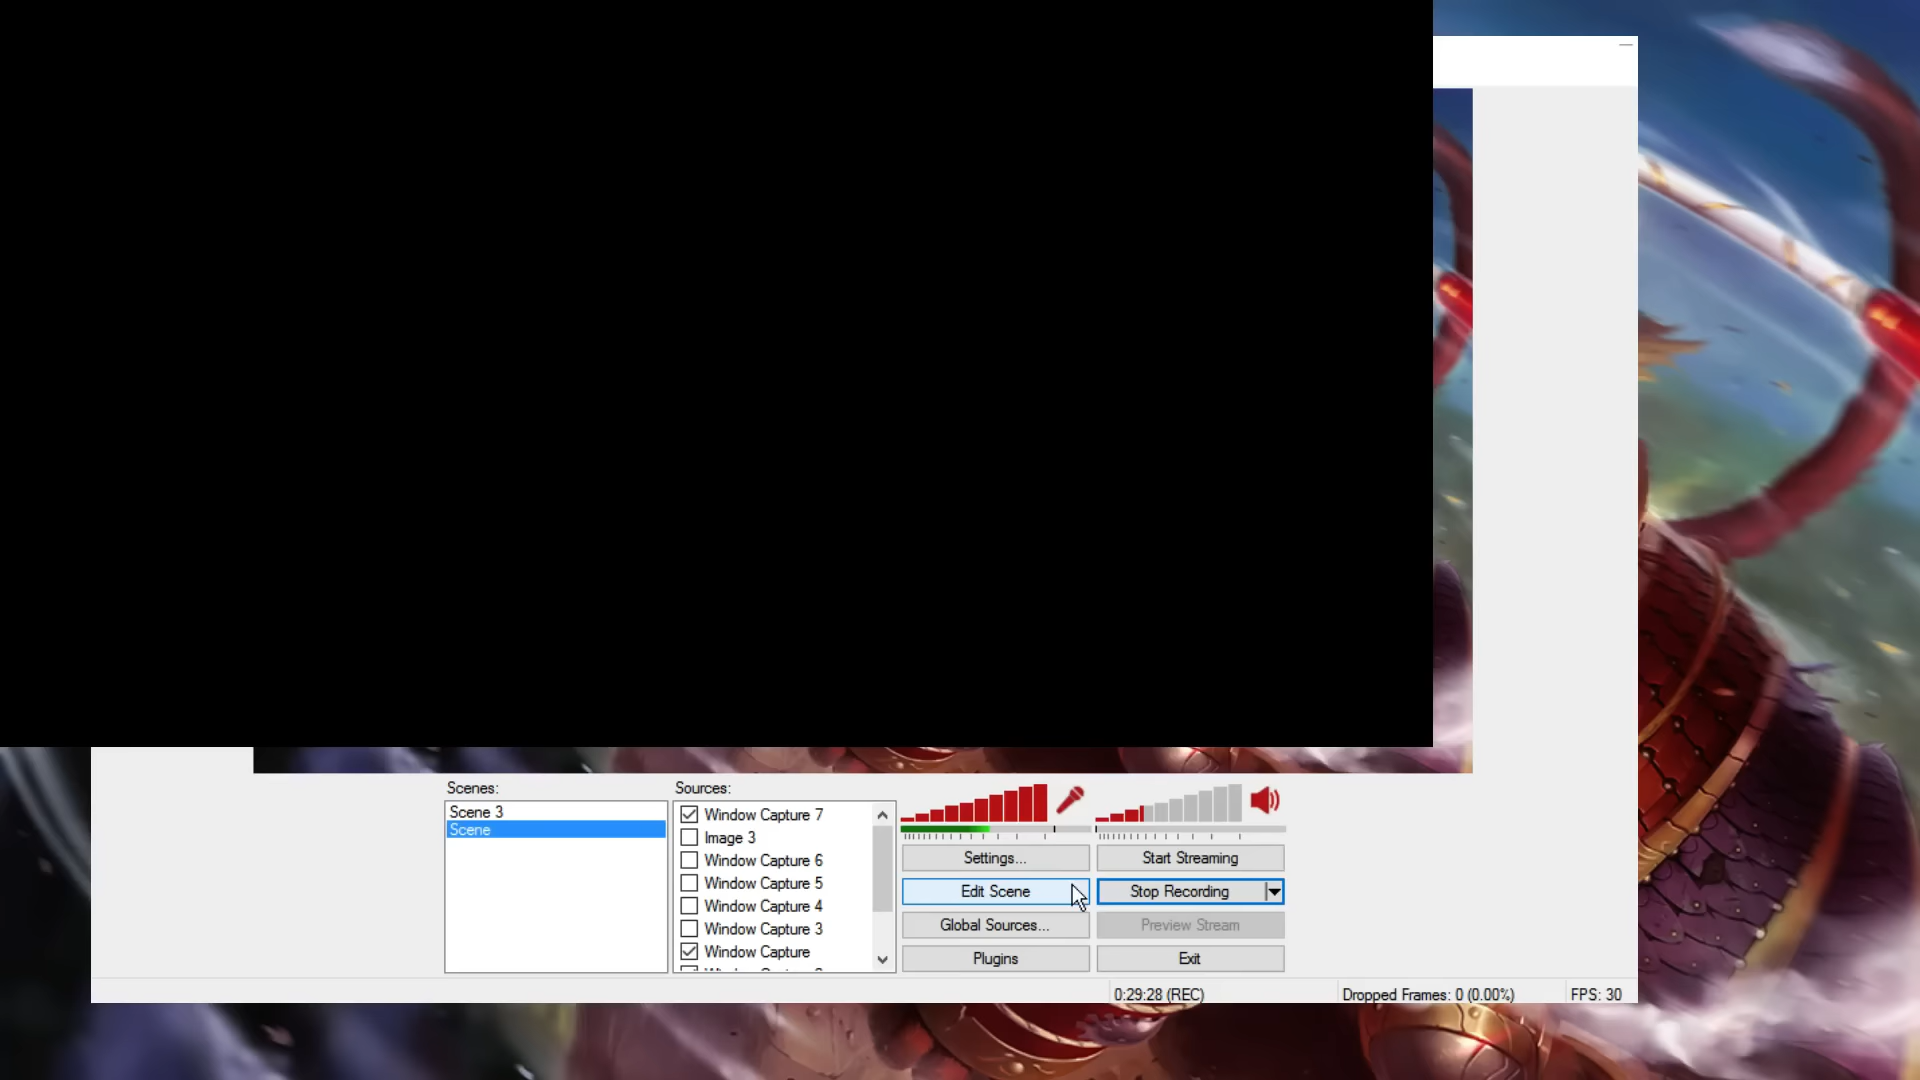 Scenes:
Scene 3
Scene
Sources:
Window Capture 7
Image 3
Window Capture 6
Window Capture 5
Window Capture 4
Window Capture 3
Window Capture
Settings...
Start Streaming
Edit Scene
Stop Recording
Global Sources...
Preview Stream
Plugins
Exit
0:29:28 (REC)
Dropped Frames: 0 (0.00%)
FPS: 30